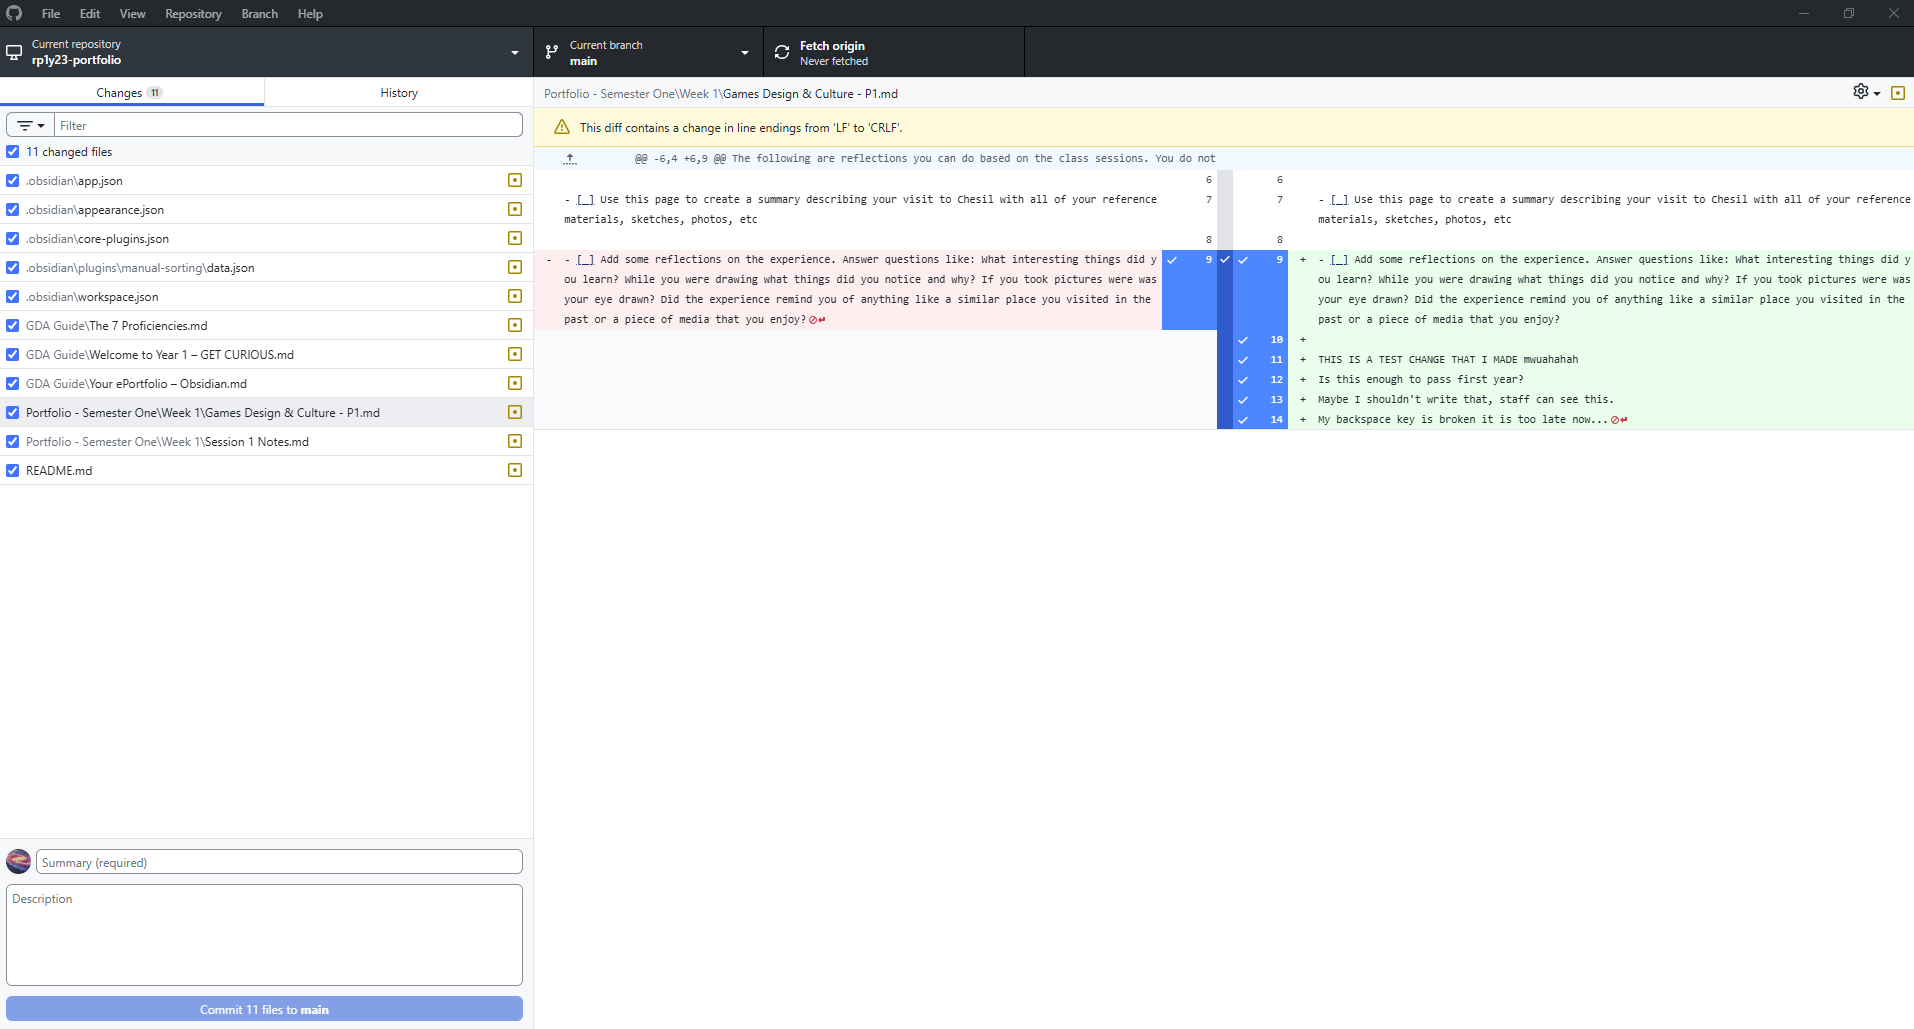 File Edit View Repository Branch Help
Current repository
rp1y23-portfolio
Current branch
main
Fetch origin
Never fetched
Changes 11
History
Filter
11 changed files
.obsidian\app.json
.obsidian\appearance.json
.obsidian\core-plugins.json
.obsidian\plugins\manual-sorting\data.json
.obsidian\workspace.json
GDA Guide\The 7 Proficiencies.md
GDA Guide\Welcome to Year 1 – GET CURIOUS.md
GDA Guide\Your ePortfolio – Obsidian.md
Portfolio - Semester One\Week 1\Games Design & Culture - P1.md
Portfolio - Semester One\Week 1\Session 1 Notes.md
README.md
Summary (required)
Description
Commit 11 files to main
Portfolio - Semester One\Week 1\Games Design & Culture - P1.md
This diff contains a change in line endings from 'LF' to 'CRLF'.
@@ -6,4 +6,9 @@ The following are reflections you can do based on the class sessions. You do not
6
- [_] Use this page to create a summary describing your visit to Chesil with all of your reference 7
materials, sketches, photos, etc
8
- - [_] Add some reflections on the experience. Answer questions like: What interesting things did y 9
ou learn? While you were drawing what things did you notice and why? If you took pictures were was
your eye drawn? Did the experience remind you of anything like a similar place you visited in the
past or a piece of media that you enjoy?
6
7 - [_] Use this page to create a summary describing your visit to Chesil with all of your reference
materials, sketches, photos, etc
8
9 + - [_] Add some reflections on the experience. Answer questions like: What interesting things did y
ou learn? While you were drawing what things did you notice and why? If you took pictures were was
your eye drawn? Did the experience remind you of anything like a similar place you visited in the
past or a piece of media that you enjoy?
10 +
11 + THIS IS A TEST CHANGE THAT I MADE mwuahahah
12 + Is this enough to pass first year?
13 + Maybe I shouldn't write that, staff can see this.
14 + My backspace key is broken it is too late now...